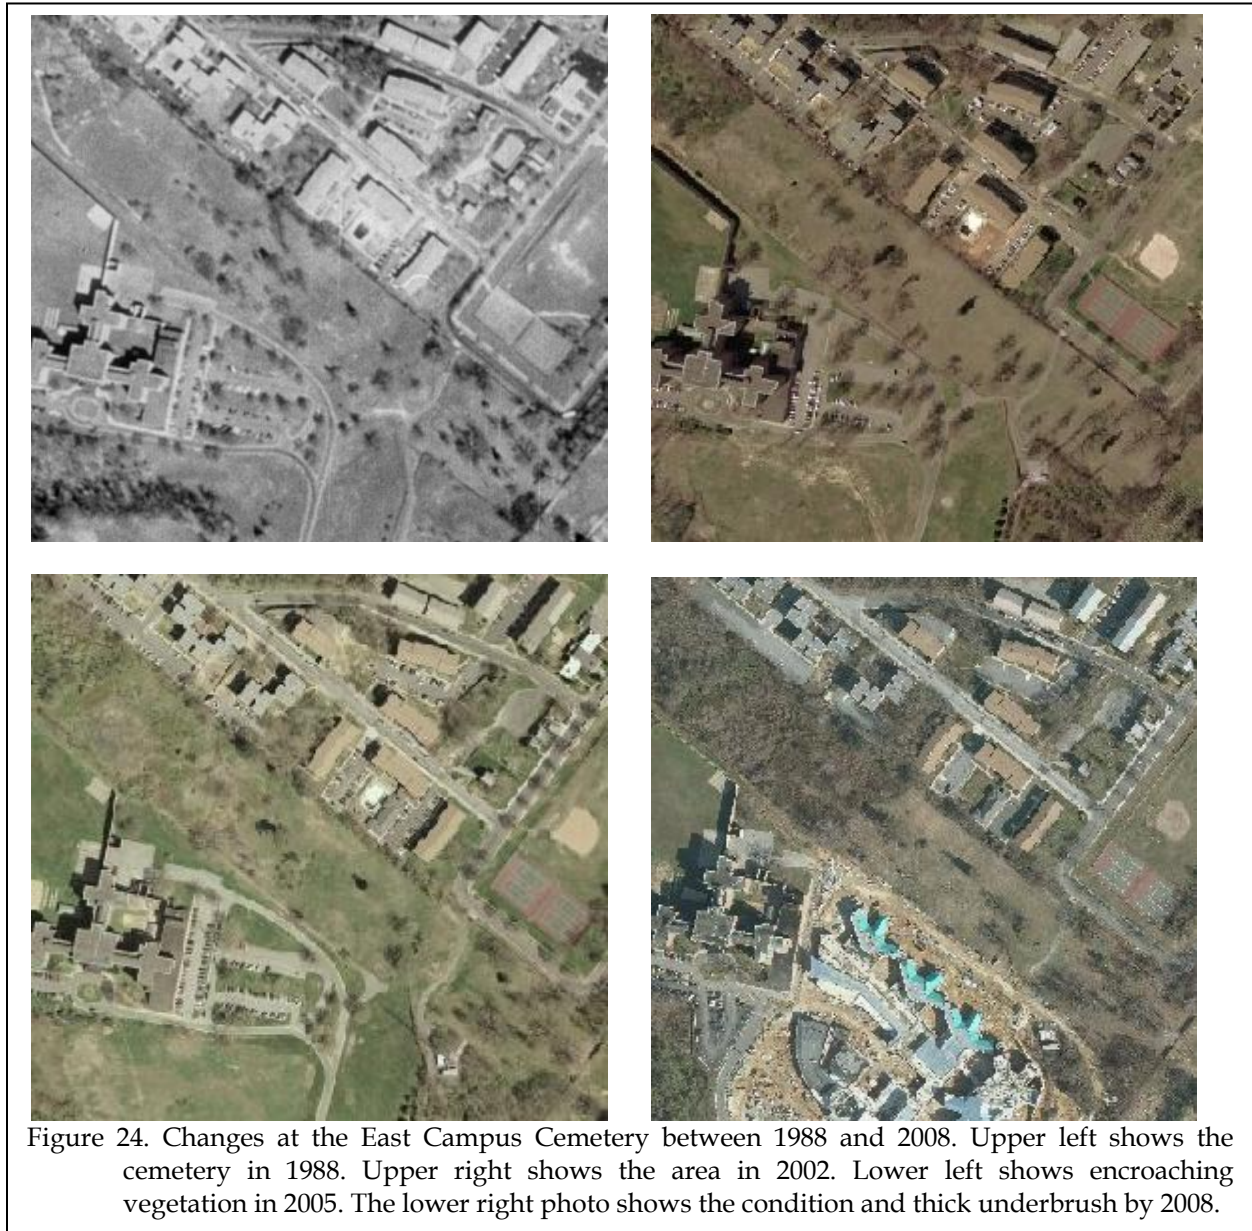 Figure 24. Changes at the East Campus Cemetery between 1988 and 2008. Upper left shows the
cemetery in 1988. Upper right shows the area in 2002. Lower left shows encroaching
vegetation in 2005. The lower right photo shows the condition and thick underbrush by 2008.